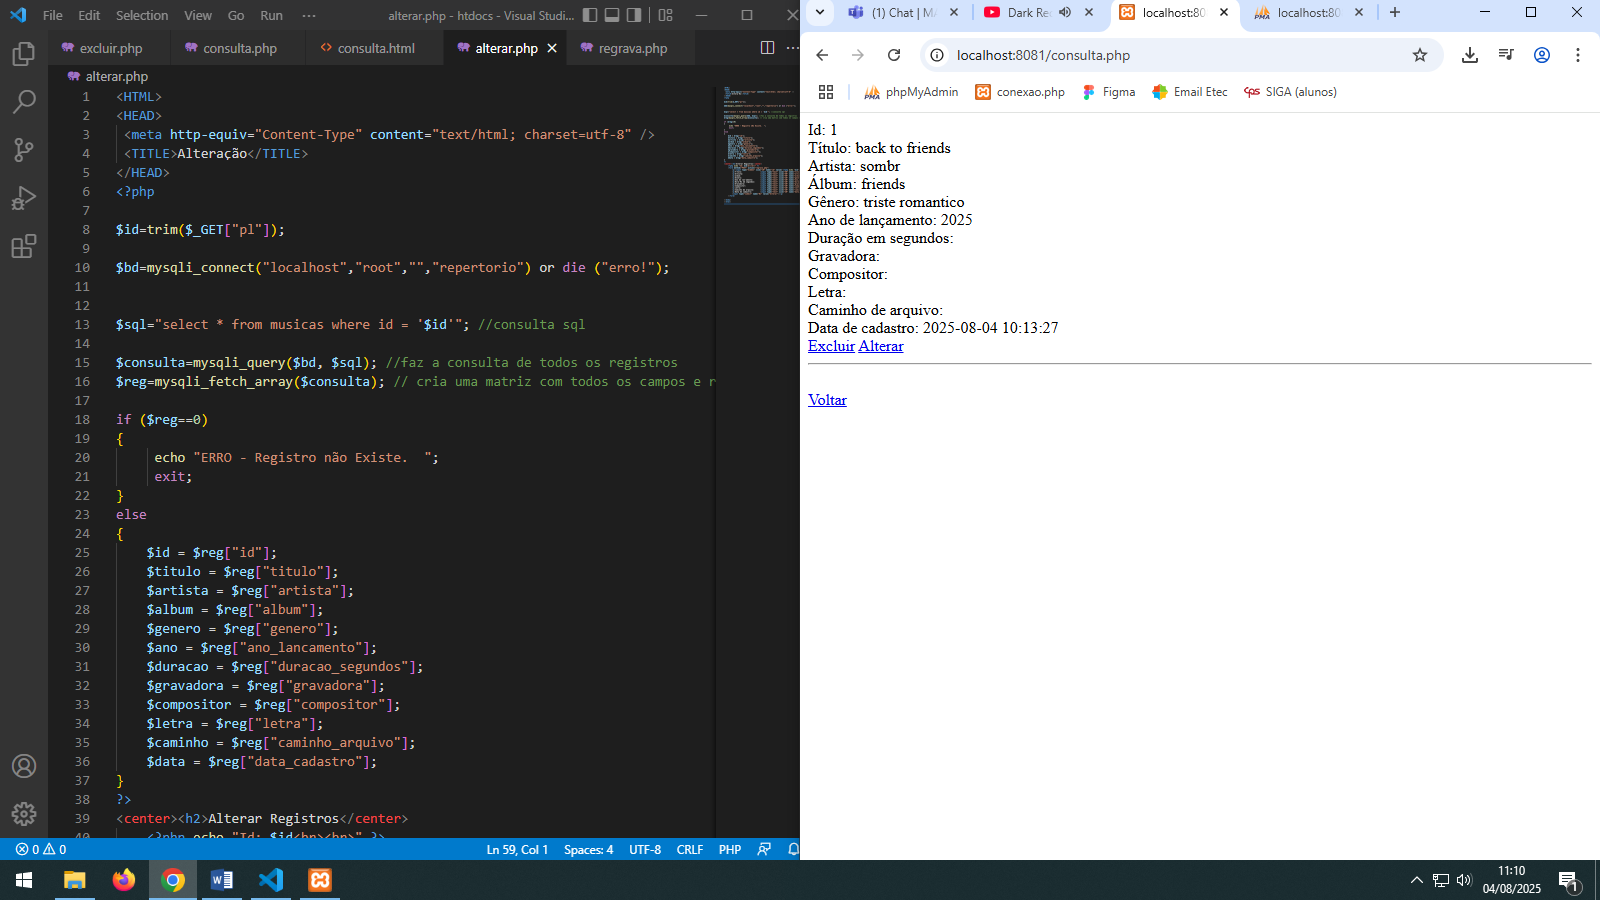 File Edit Selection View Go Run ··· alterar.php - htdocs - Visual Studi...
excluir.php consulta.php consulta.html alterar.php regrava.php
alterar.php
1 <HTML>
2 <HEAD>
3 <meta http-equiv="Content-Type" content="text/html; charset=utf-8" />
4 <TITLE>Alteração</TITLE>
5 </HEAD>
6 <?php
7
8 $id=trim($_GET["pl"]);
9
10 $bd=mysqli_connect("localhost","root","","repertorio") or die ("erro!");
11
12
13 $sql="select * from musicas where id = '$id'"; //consulta sql
14
15 $consulta=mysqli_query($bd, $sql); //faz a consulta de todos os registros
16 $reg=mysqli_fetch_array($consulta); // cria uma matriz com todos os campos e r
17
18 if ($reg==0)
19 {
20 echo "ERRO - Registro não Existe.  ";
21 exit;
22 }
23 else
24 {
25 $id = $reg["id"];
26 $titulo = $reg["titulo"];
27 $artista = $reg["artista"];
28 $album = $reg["album"];
29 $genero = $reg["genero"];
30 $ano = $reg["ano_lancamento"];
31 $duracao = $reg["duracao_segundos"];
32 $gravadora = $reg["gravadora"];
33 $compositor = $reg["compositor"];
34 $letra = $reg["letra"];
35 $caminho = $reg["caminho_arquivo"];
36 $data = $reg["data_cadastro"];
37 }
38 ?>
39 <center><h2>Alterar Registros</center>
40 <?php echo "Id: $id<br><br>" ?>
0 0 Ln 59, Col 1 Spaces: 4 UTF-8 CRLF PHP
(1) Chat | M Dark Re localhost:80 localhost:80
localhost:8081/consulta.php
phpMyAdmin conexao.php Figma Email Etec SIGA (alunos)
Id: 1
Título: back to friends
Artista: sombr
Álbum: friends
Gênero: triste romantico
Ano de lançamento: 2025
Duração em segundos:
Gravadora:
Compositor:
Letra:
Caminho de arquivo:
Data de cadastro: 2025-08-04 10:13:27
Excluir Alterar
Voltar
11:10
04/08/2025
1